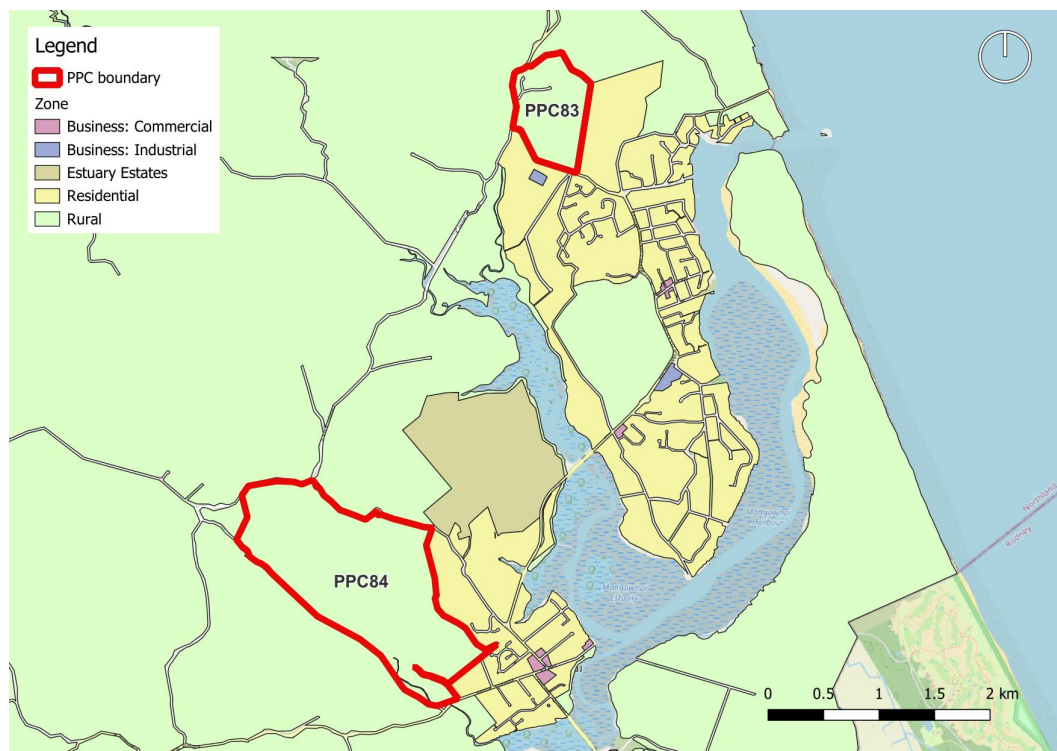 Legend
PPC boundary
Zone
Business: Commercial
Business: Industrial
Estuary Estates
Residential
Rural
PPC83
PPC84
Mangawhai
Harbour
Mangawhai
Estuary
Northland
Rodney
0 0.5 1 1.5 2 km